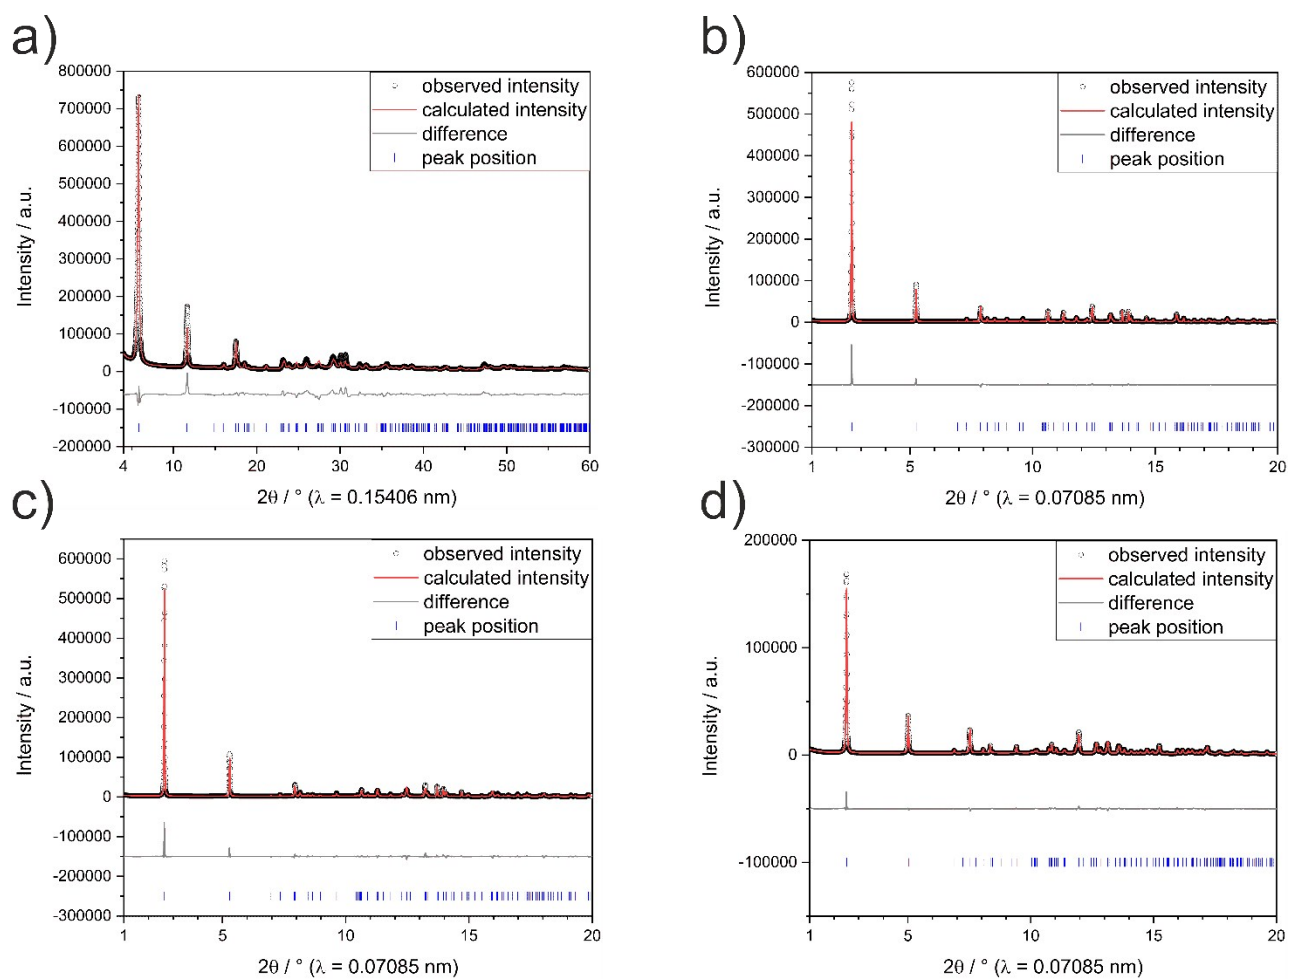 a)
800000
700000
600000
500000
400000
300000
200000
100000
0
-100000
-200000
Intensity / a.u.
observed intensity
calculated intensity
difference
peak position
4 10 20 30 40 50 60
2θ / ° (λ = 0.15406 nm)
b)
600000
500000
400000
300000
200000
100000
0
-100000
-200000
-300000
Intensity / a.u.
observed intensity
calculated intensity
difference
peak position
1 5 10 15 20
2θ / ° (λ = 0.07085 nm)
c)
600000
500000
400000
300000
200000
100000
0
-100000
-200000
-300000
Intensity / a.u.
observed intensity
calculated intensity
difference
peak position
1 5 10 15 20
2θ / ° (λ = 0.07085 nm)
d)
200000
100000
0
-100000
Intensity / a.u.
observed intensity
calculated intensity
difference
peak position
1 5 10 15 20
2θ / ° (λ = 0.07085 nm)